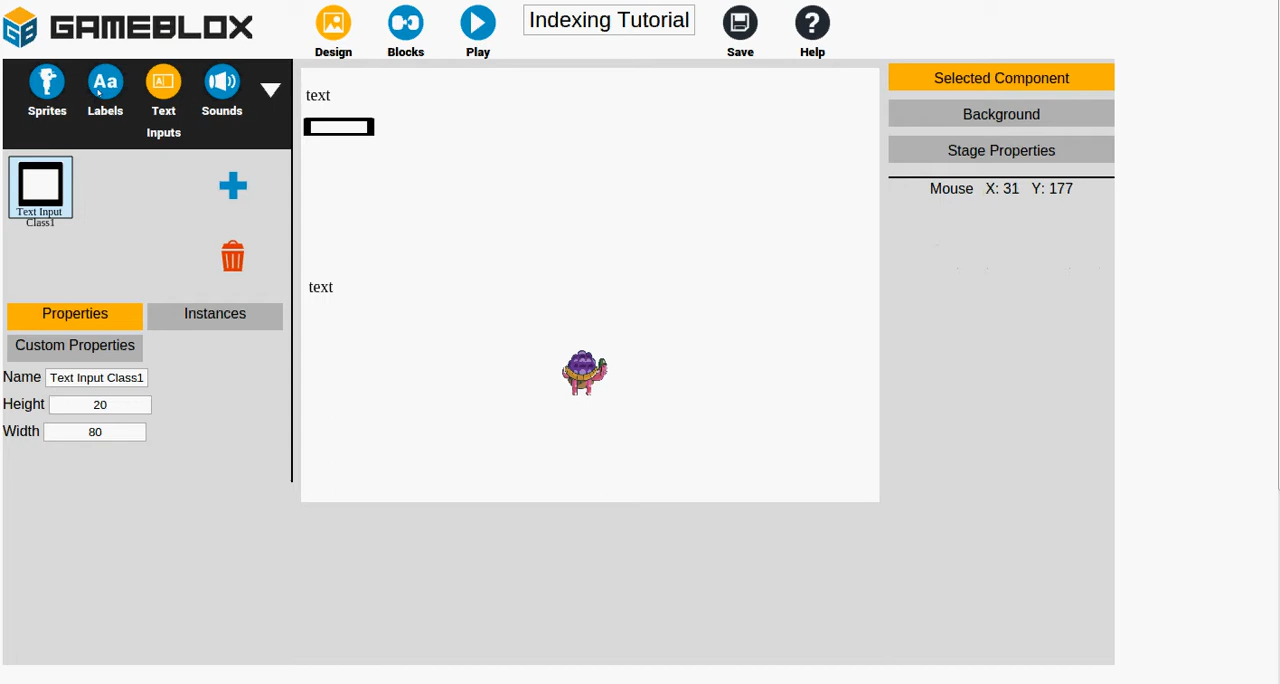 GAMEBLOX
Design
Blocks
Play
Indexing Tutorial
Save
Help
Sprites
Labels
Text
Inputs
Sounds
Text Input
Class1
Properties
Instances
Custom Properties
Name Text Input Class1
Height 20
Width 80
text
text
Selected Component
Background
Stage Properties
Mouse X: 31 Y: 177